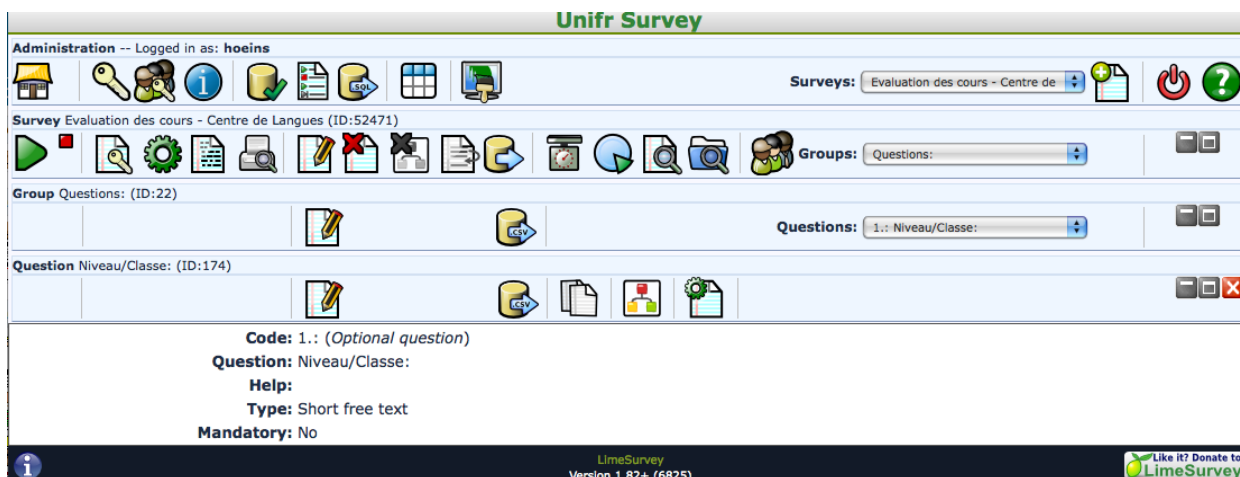 Unifr Survey
Administration -- Logged in as: hoeins
.SQL
Surveys: Evaluation des cours - Centre de
?
Survey Evaluation des cours - Centre de Langues (ID:52471)
Groups: Questions:
Group Questions: (ID:22)
.CSV
Questions: 1.: Niveau/Classe:
Question Niveau/Classe: (ID:174)
.CSV
Code: 1.: (Optional question)
Question: Niveau/Classe:
Help:
Type: Short free text
Mandatory: No
LimeSurvey
Version 1.82+ (6825)
Like it? Donate to
LimeSurvey